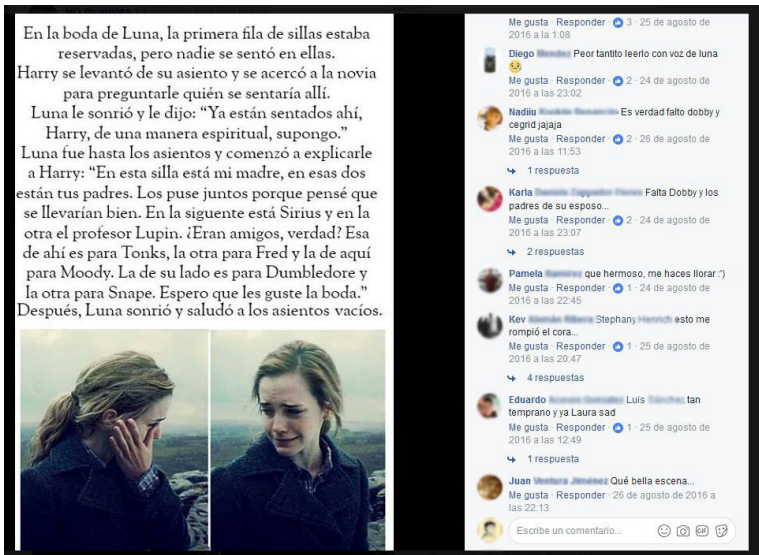 En la boda de Luna, la primera fila de sillas estaba
reservadas, pero nadie se sentó en ellas.
Harry se levantó de su asiento y se acercó a la novia
para preguntarle quién se sentaría allí.
Luna le sonrió y le dijo: “Ya están sentados ahí,
Harry, de una manera espiritual, supongo.”
Luna fue hasta los asientos y comenzó a explicarle
a Harry: “En esta silla está mi madre, en esas dos
están tus padres. Los puse juntos porque pensé que
se llevarían bien. En la siguente está Sirius y en la
otra el profesor Lupin. ¿Eran amigos, verdad? Esa
de ahí es para Tonks, la otra para Fred y la de aquí
para Moody. La de su lado es para Dumbledore y
la otra para Snape. Espero que les guste la boda.”
Después, Luna sonrió y saludó a los asientos vacíos.
Me gusta · Responder · 3 · 25 de agosto de
2016 a la 1:08
Diego Peor tantito leerlo con voz de luna
Me gusta · Responder · 2 · 24 de agosto de
2016 a las 23:02
Nadiiu Es verdad falto dobby y
cegrid jajaja
Me gusta · Responder · 2 · 26 de agosto de
2016 a las 11:53
1 respuesta
Karla Falta Dobby y los
padres de su esposo...
Me gusta · Responder · 2 · 24 de agosto de
2016 a las 23:07
2 respuestas
Pamela que hermoso, me haces llorar :')
Me gusta · Responder · 1 · 24 de agosto de
2016 a las 22:45
Kev Stephany esto me
rompió el cora...
Me gusta · Responder · 1 · 25 de agosto de
2016 a las 20:47
4 respuestas
Eduardo Luis tan
temprano y ya Laura sad
Me gusta · Responder · 1 · 25 de agosto de
2016 a las 12:49
1 respuesta
Juan Qué bella escena...
Me gusta · Responder · 26 de agosto de 2016 a
las 22:13
Escribe un comentario...
GIF